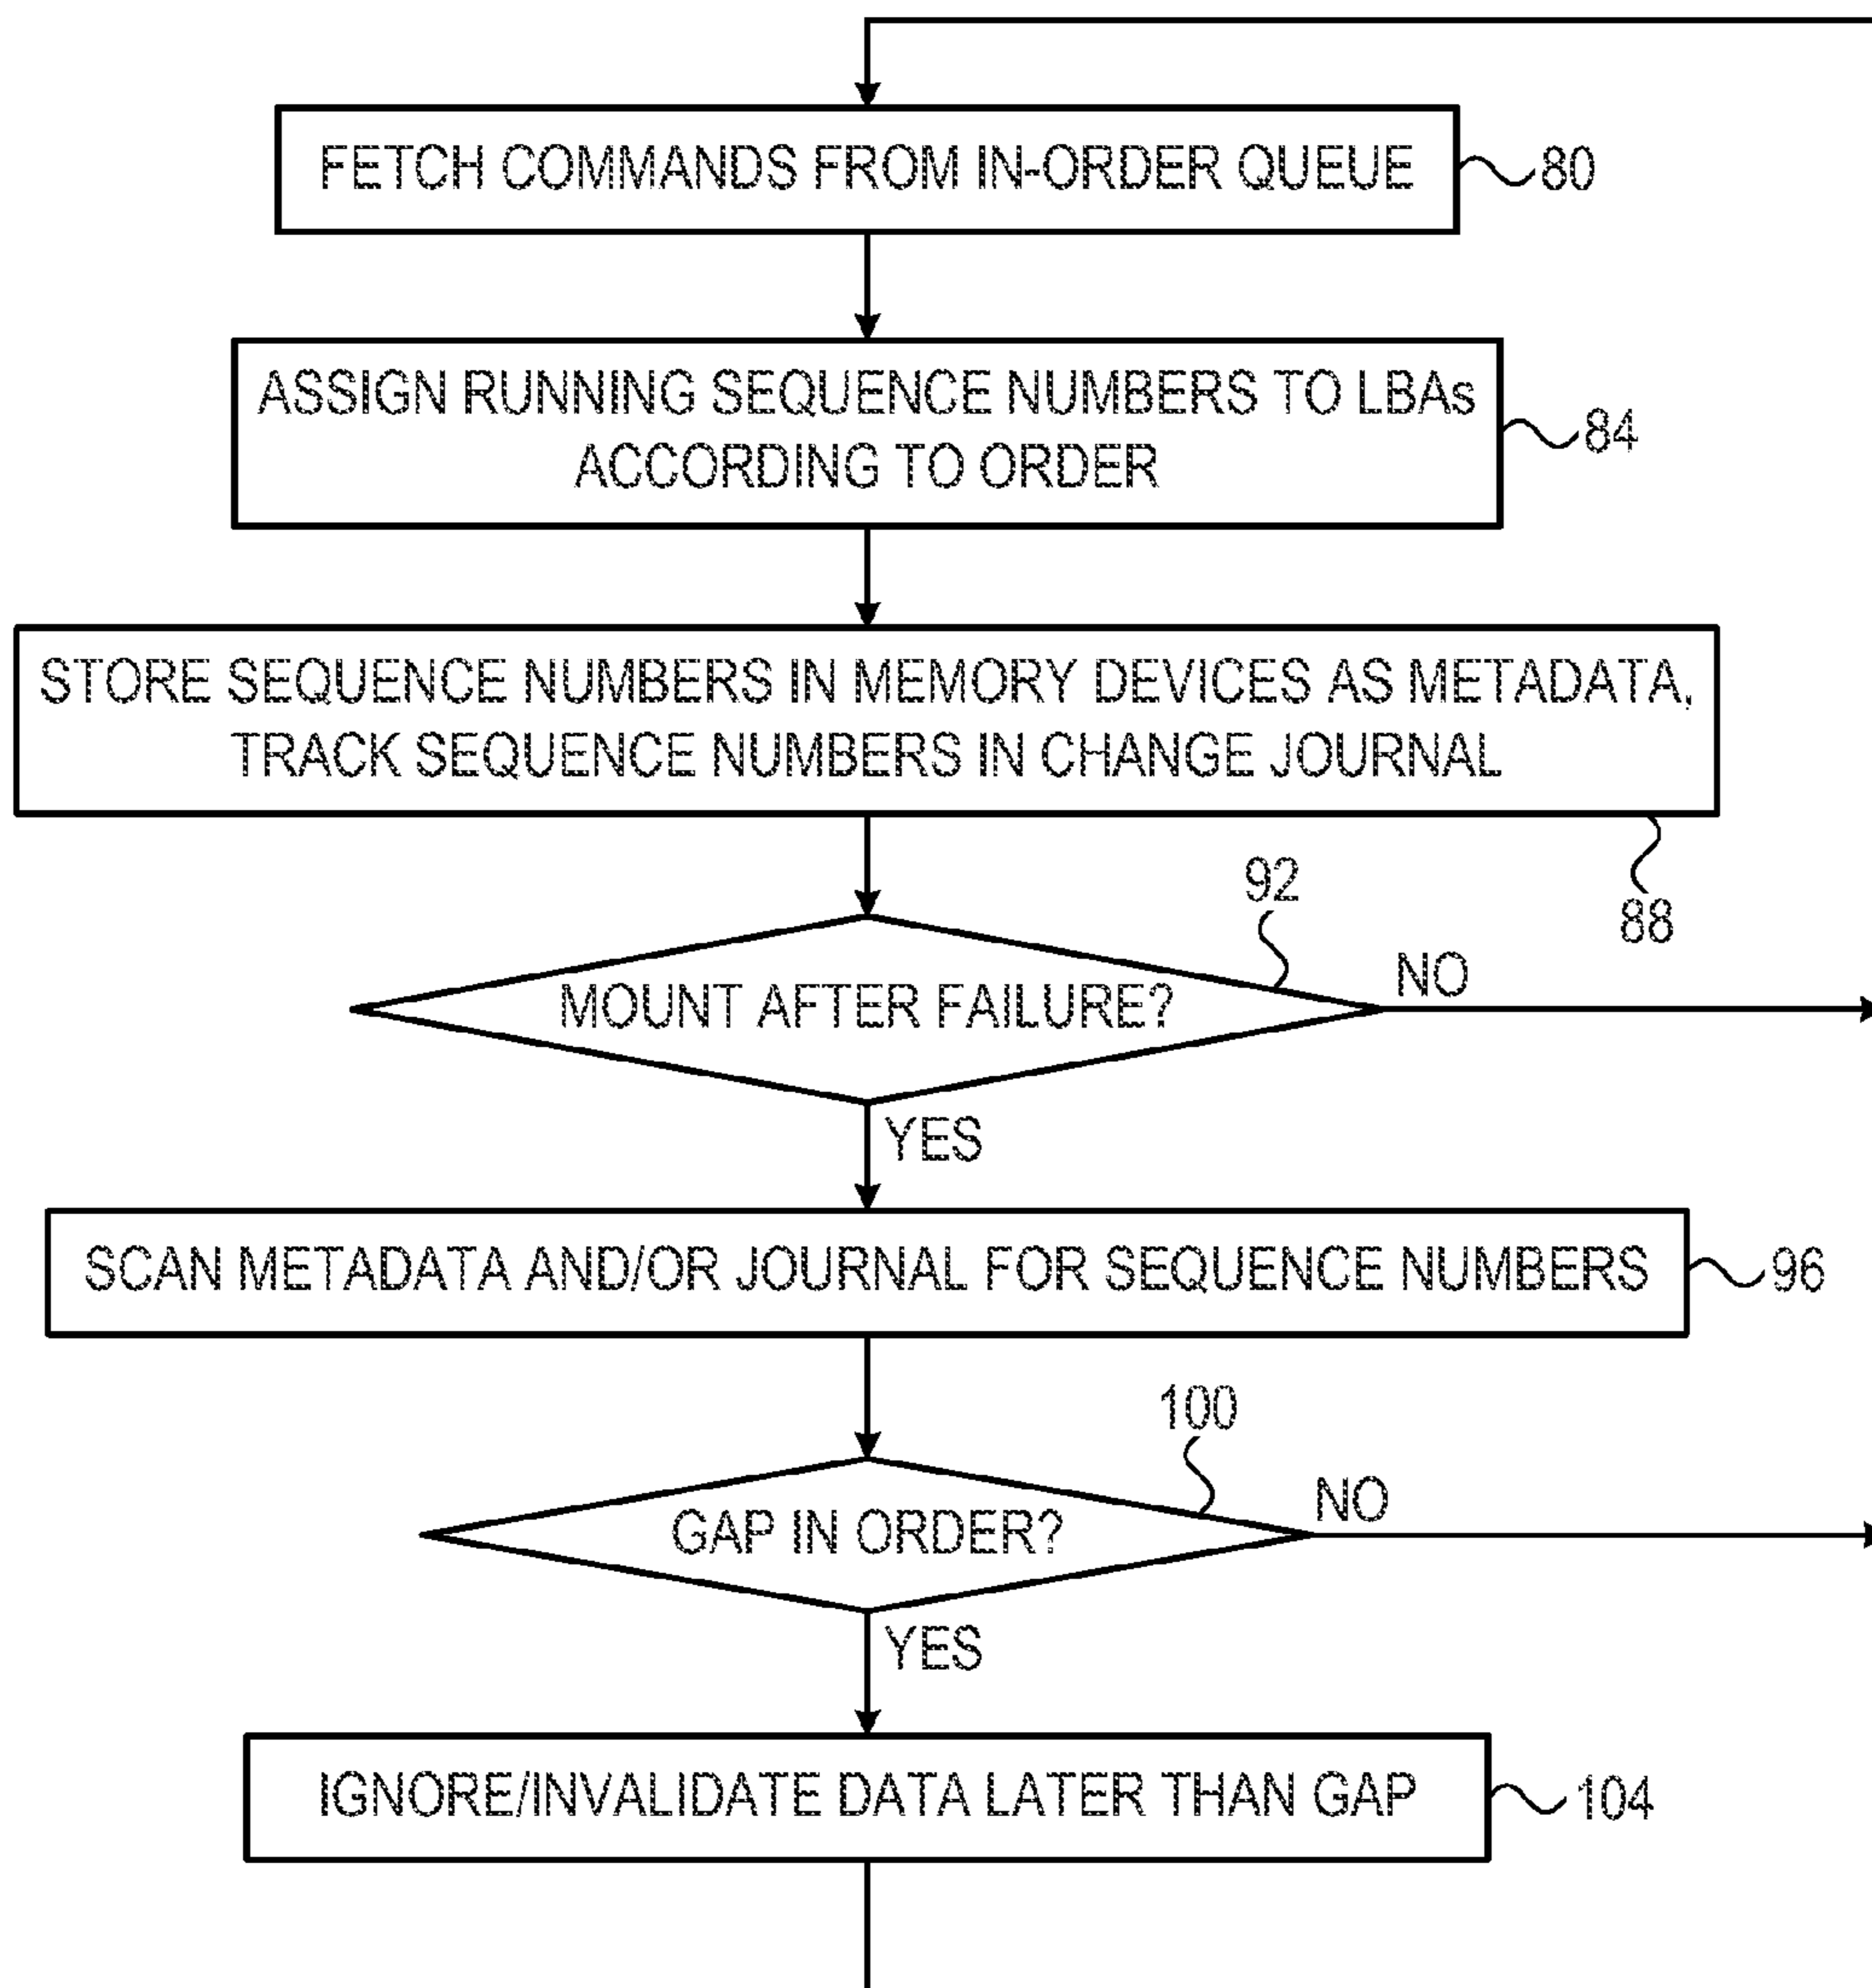 FETCH COMMANDS FROM IN-ORDER QUEUE
80
ASSIGN RUNNING SEQUENCE NUMBERS TO LBAs
ACCORDING TO ORDER
84
STORE SEQUENCE NUMBERS IN MEMORY DEVICES AS METADATA,
TRACK SEQUENCE NUMBERS IN CHANGE JOURNAL
88
92
MOUNT AFTER FAILURE?
NO
YES
SCAN METADATA AND/OR JOURNAL FOR SEQUENCE NUMBERS
96
100
GAP IN ORDER?
NO
YES
IGNORE/INVALIDATE DATA LATER THAN GAP
104